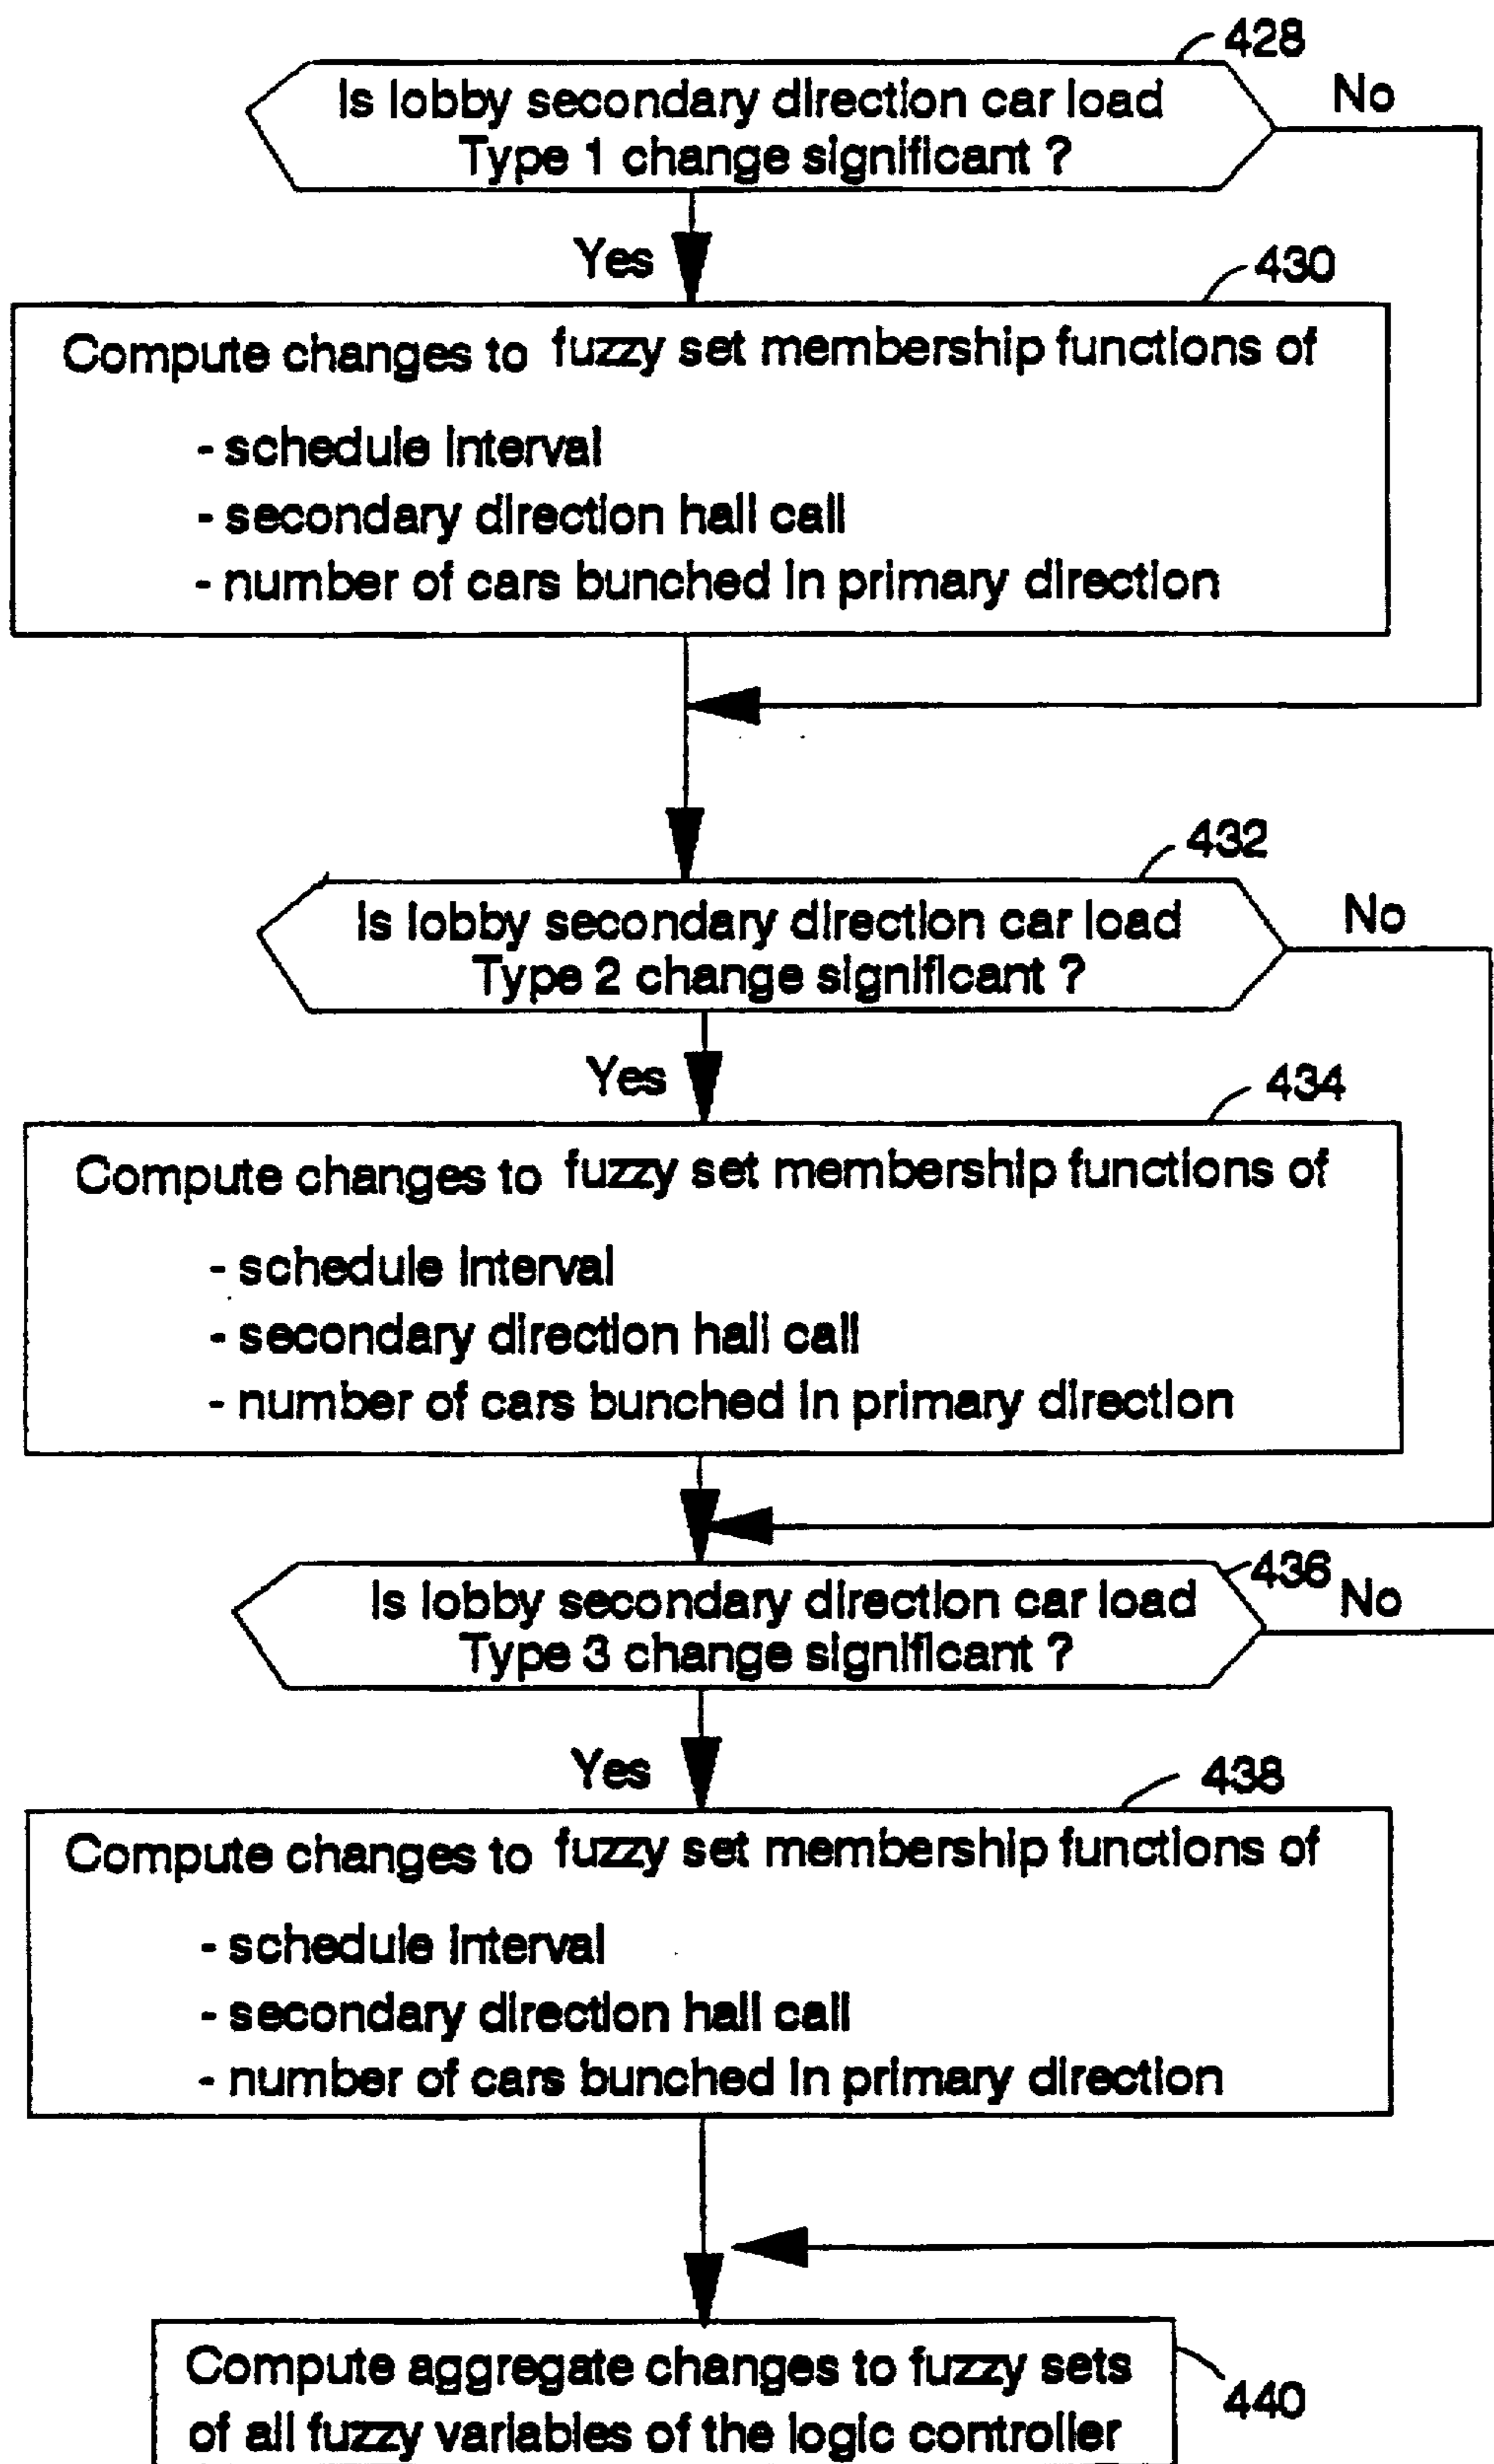 428
Is lobby secondary direction car load
Type 1 change significant ?
No
Yes
430
Compute changes to fuzzy set membership functions of
- schedule interval
- secondary direction hall call
- number of cars bunched in primary direction
432
Is lobby secondary direction car load
Type 2 change significant ?
No
Yes
434
Compute changes to fuzzy set membership functions of
- schedule interval
- secondary direction hall call
- number of cars bunched in primary direction
436
Is lobby secondary direction car load
Type 3 change significant ?
No
Yes
438
Compute changes to fuzzy set membership functions of
- schedule interval
- secondary direction hall call
- number of cars bunched in primary direction
Compute aggregate changes to fuzzy sets
of all fuzzy variables of the logic controller
440